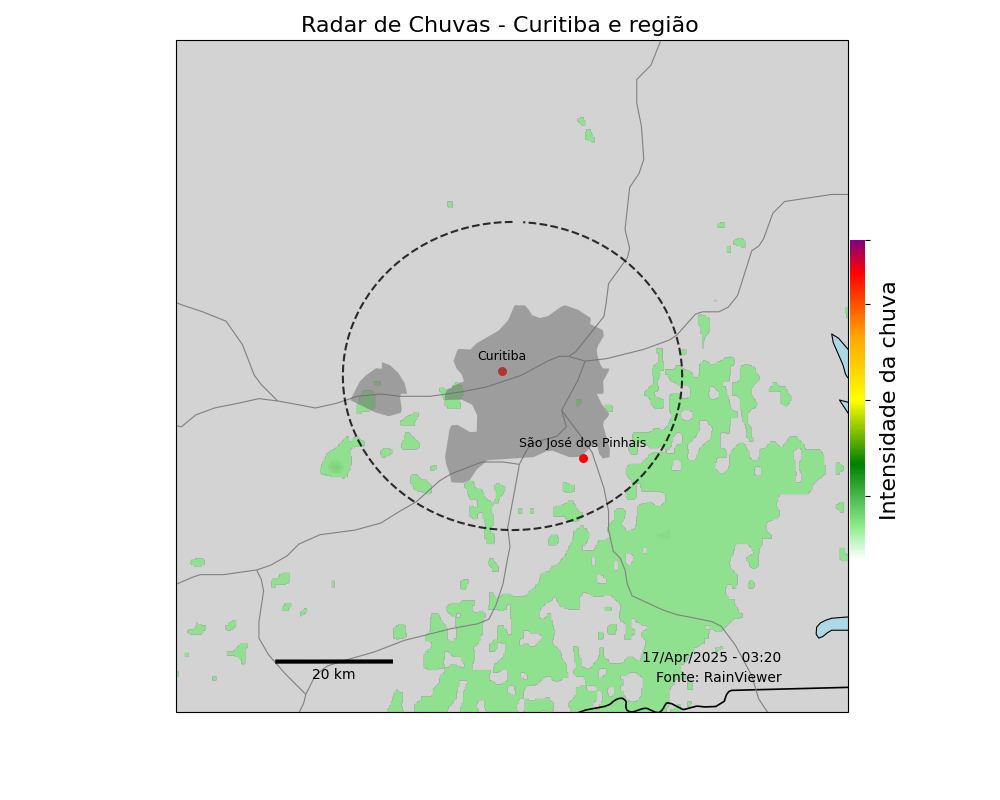 Radar de Chuvas - Curitiba e região
Curitiba
São José dos Pinhais
Intensidade da chuva
17/Apr/2025 - 03:20
20 km
Fonte: RainViewer